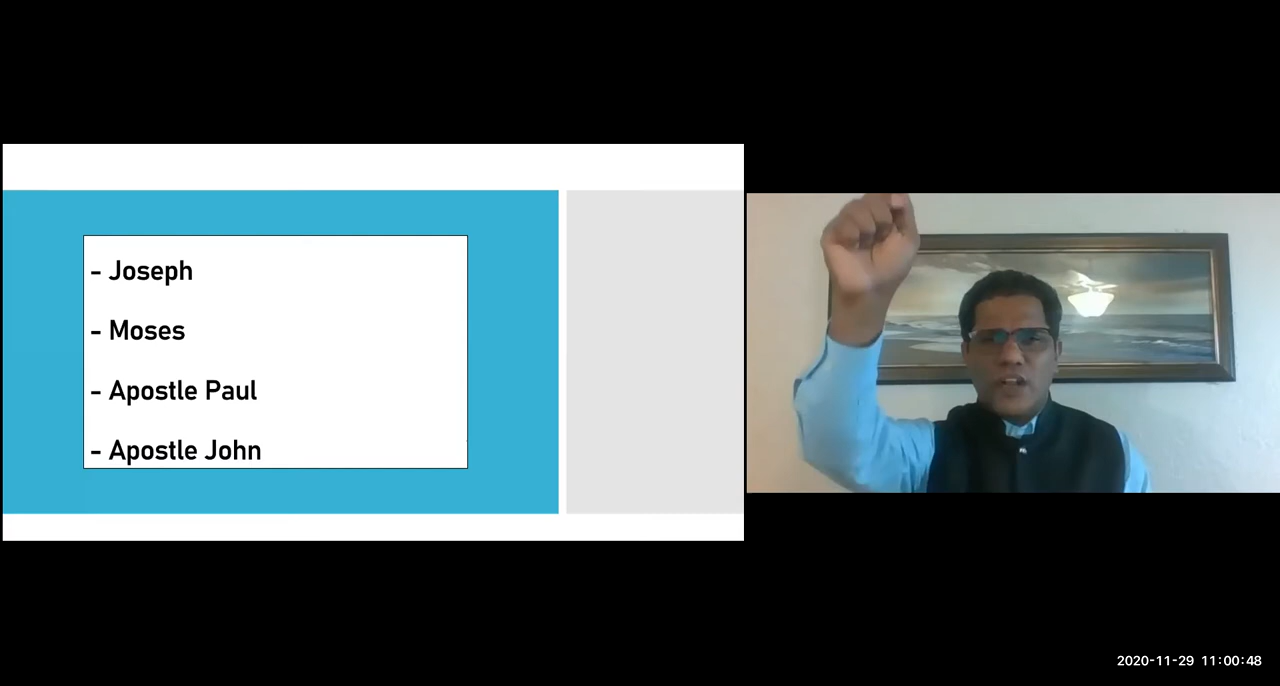 - Joseph
- Moses
- Apostle Paul
- Apostle John
2020-11-29 11:00:48